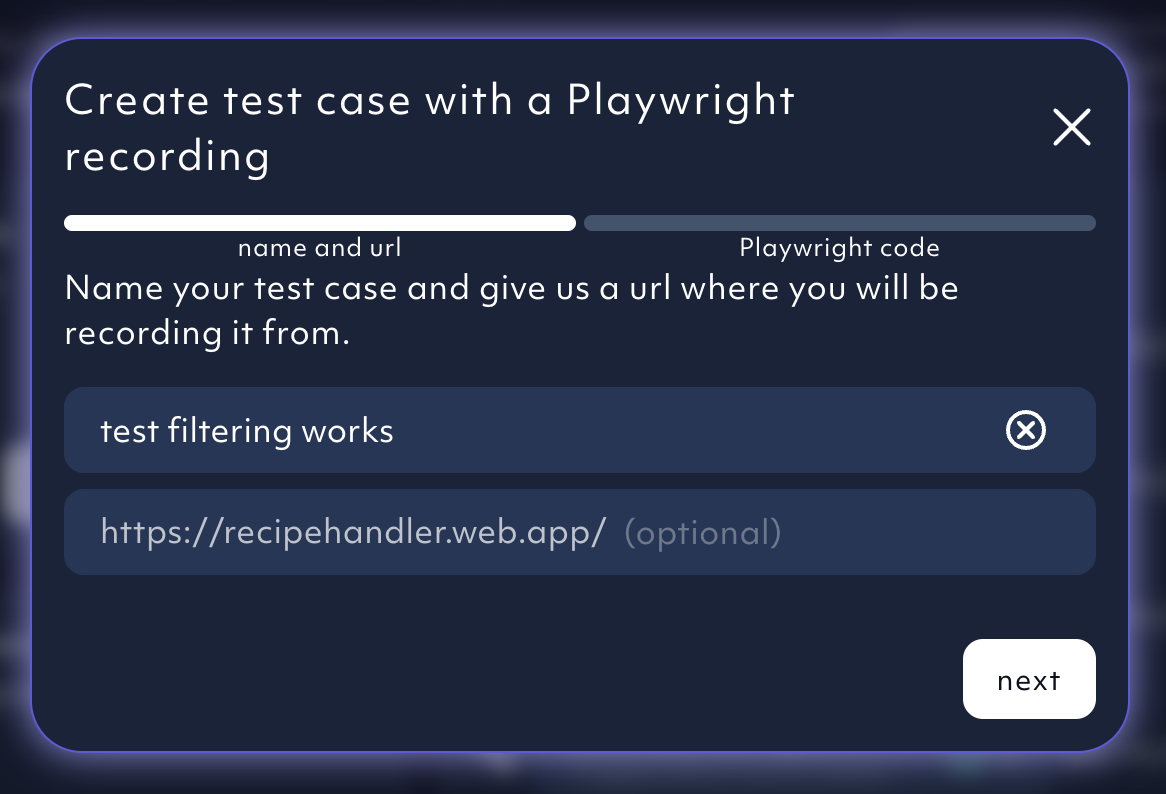 Create test case with a Playwright
recording
name and url
Playwright code
Name your test case and give us a url where you will be
recording it from.
test filtering works
https://recipehandler.web.app/ (optional)
next